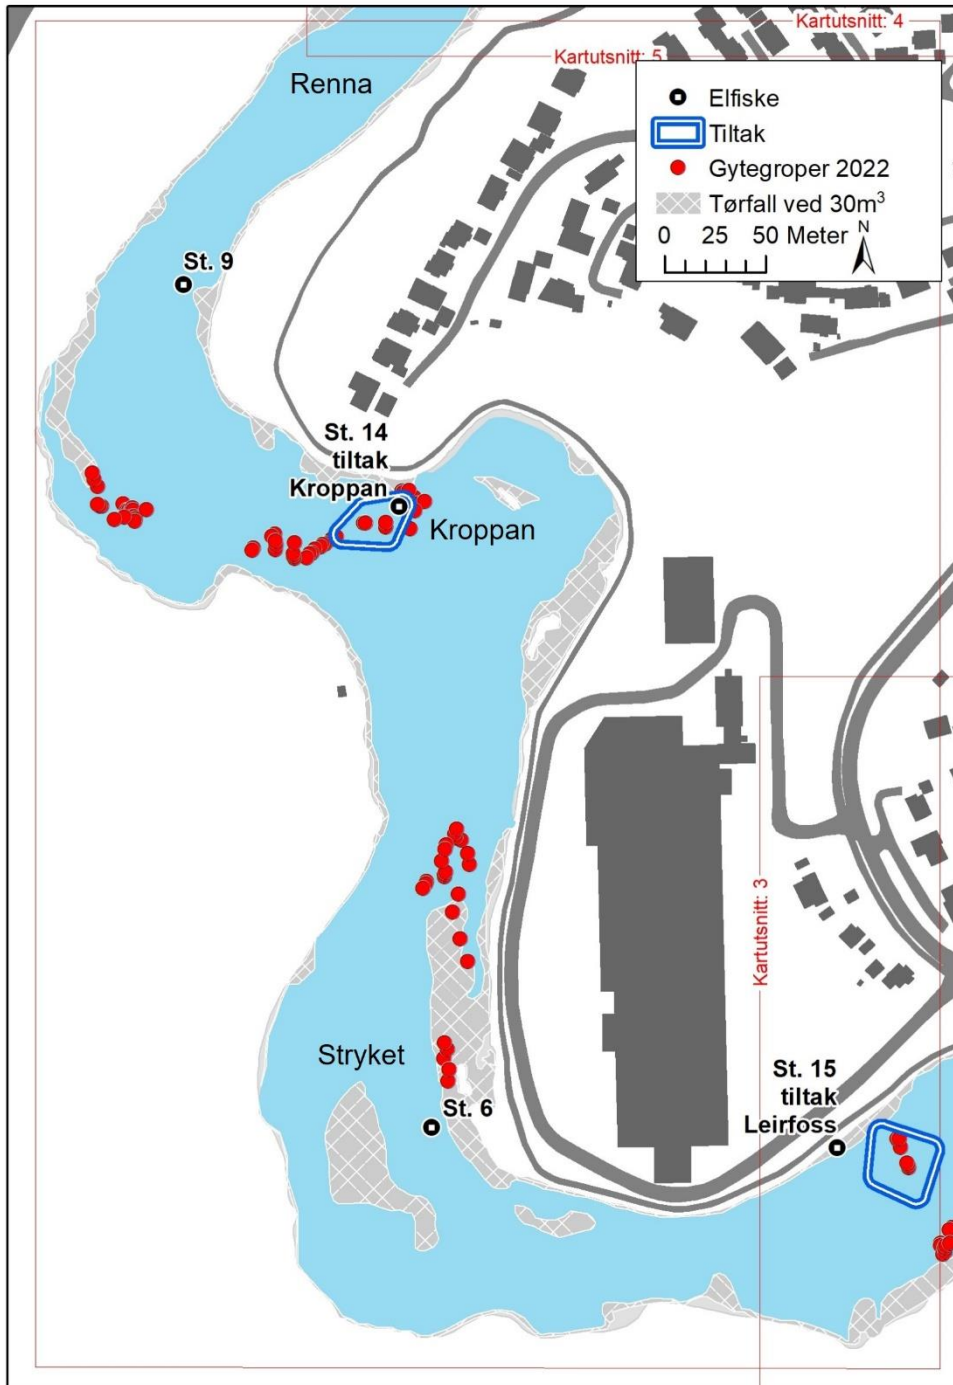 Kartutsnitt: 4
Kartutsnitt: 5
Renna
Elfiske
Tiltak
Gytegroper 2022
Tørfall ved 30m³
0 25 50 Meter
N
St. 9
St. 14
tiltak
Kroppan
Kroppan
Kartutsnitt: 3
Stryket
St. 6
St. 15
tiltak
Leirfoss